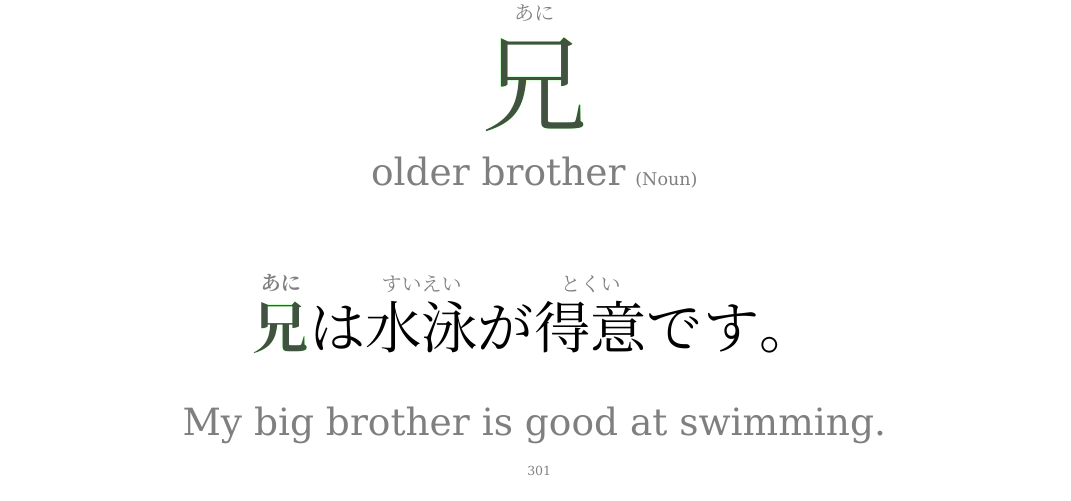 あに
兄
older brother (Noun)
あに すいえい とくい
兄は水泳が得意です。
My big brother is good at swimming.
301